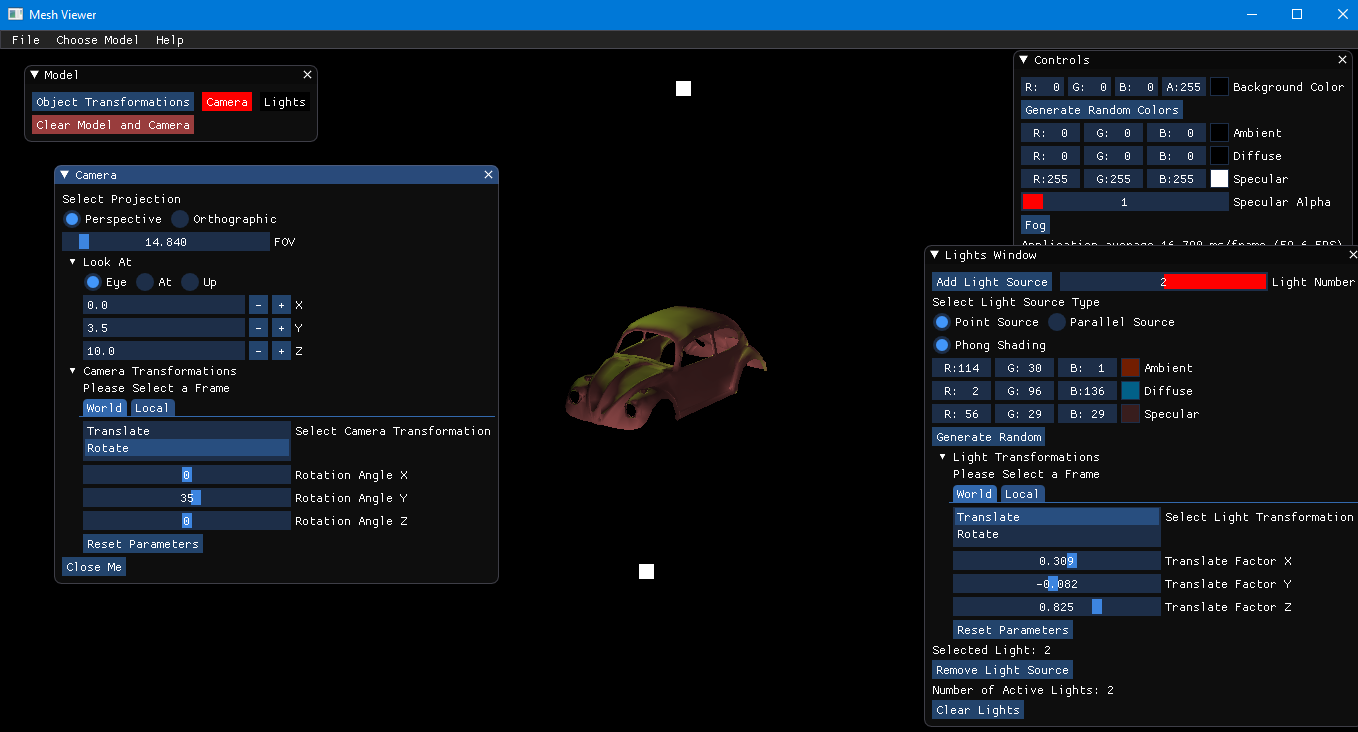 Mesh Viewer
File Choose Model Help
Model
Object Transformations Camera Lights
Clear Model and Camera
Camera
Select Projection
Perspective Orthographic
14.840 FOV
Look At
Eye At Up
0.0 - + X
3.5 - + Y
10.0 - + Z
Camera Transformations
Please Select a Frame
World Local
Translate Select Camera Transformation
Rotate
0 Rotation Angle X
35 Rotation Angle Y
0 Rotation Angle Z
Reset Parameters
Close Me
Controls
R: 0 G: 0 B: 0 A:255 Background Color
Generate Random Colors
R: 0 G: 0 B: 0 Ambient
R: 0 G: 0 B: 0 Diffuse
R:255 G:255 B:255 Specular
1 Specular Alpha
Fog
Application average
Lights Window
Add Light Source 2 Light Number
Select Light Source Type
Point Source Parallel Source
Phong Shading
R:114 G: 30 B: 1 Ambient
R: 2 G: 96 B:136 Diffuse
R: 56 G: 29 B: 29 Specular
Generate Random
Light Transformations
Please Select a Frame
World Local
Translate Select Light Transformation
Rotate
0.309 Translate Factor X
-0.082 Translate Factor Y
0.825 Translate Factor Z
Reset Parameters
Selected Light: 2
Remove Light Source
Number of Active Lights: 2
Clear Lights